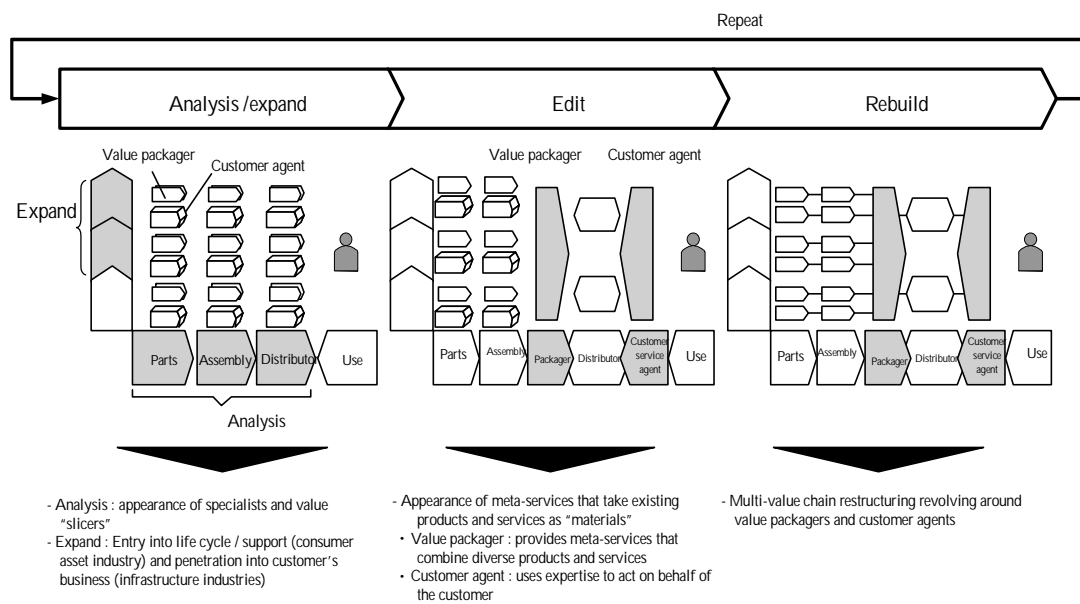 Repeat
Analysis /expand
Edit
Rebuild
Value packager
Customer agent
Expand
Parts
Assembly
Distributor
Use
Analysis
Value packager
Customer agent
Parts
Assembly
Packager
Distributor
Customer
service
agent
Use
Parts
Assembly
Packager
Distributor
Customer
service
agent
Use
- Analysis : appearance of specialists and value
"slicers"
- Expand : Entry into life cycle / support (consumer
asset industry) and penetration into customer's
business (infrastructure industries)
- Appearance of meta-services that take existing
products and services as "materials"
・ Value packager : provides meta-services that
combine diverse products and services
・ Customer agent : uses expertise to act on behalf of
the customer
- Multi-value chain restructuring revolving around
value packagers and customer agents